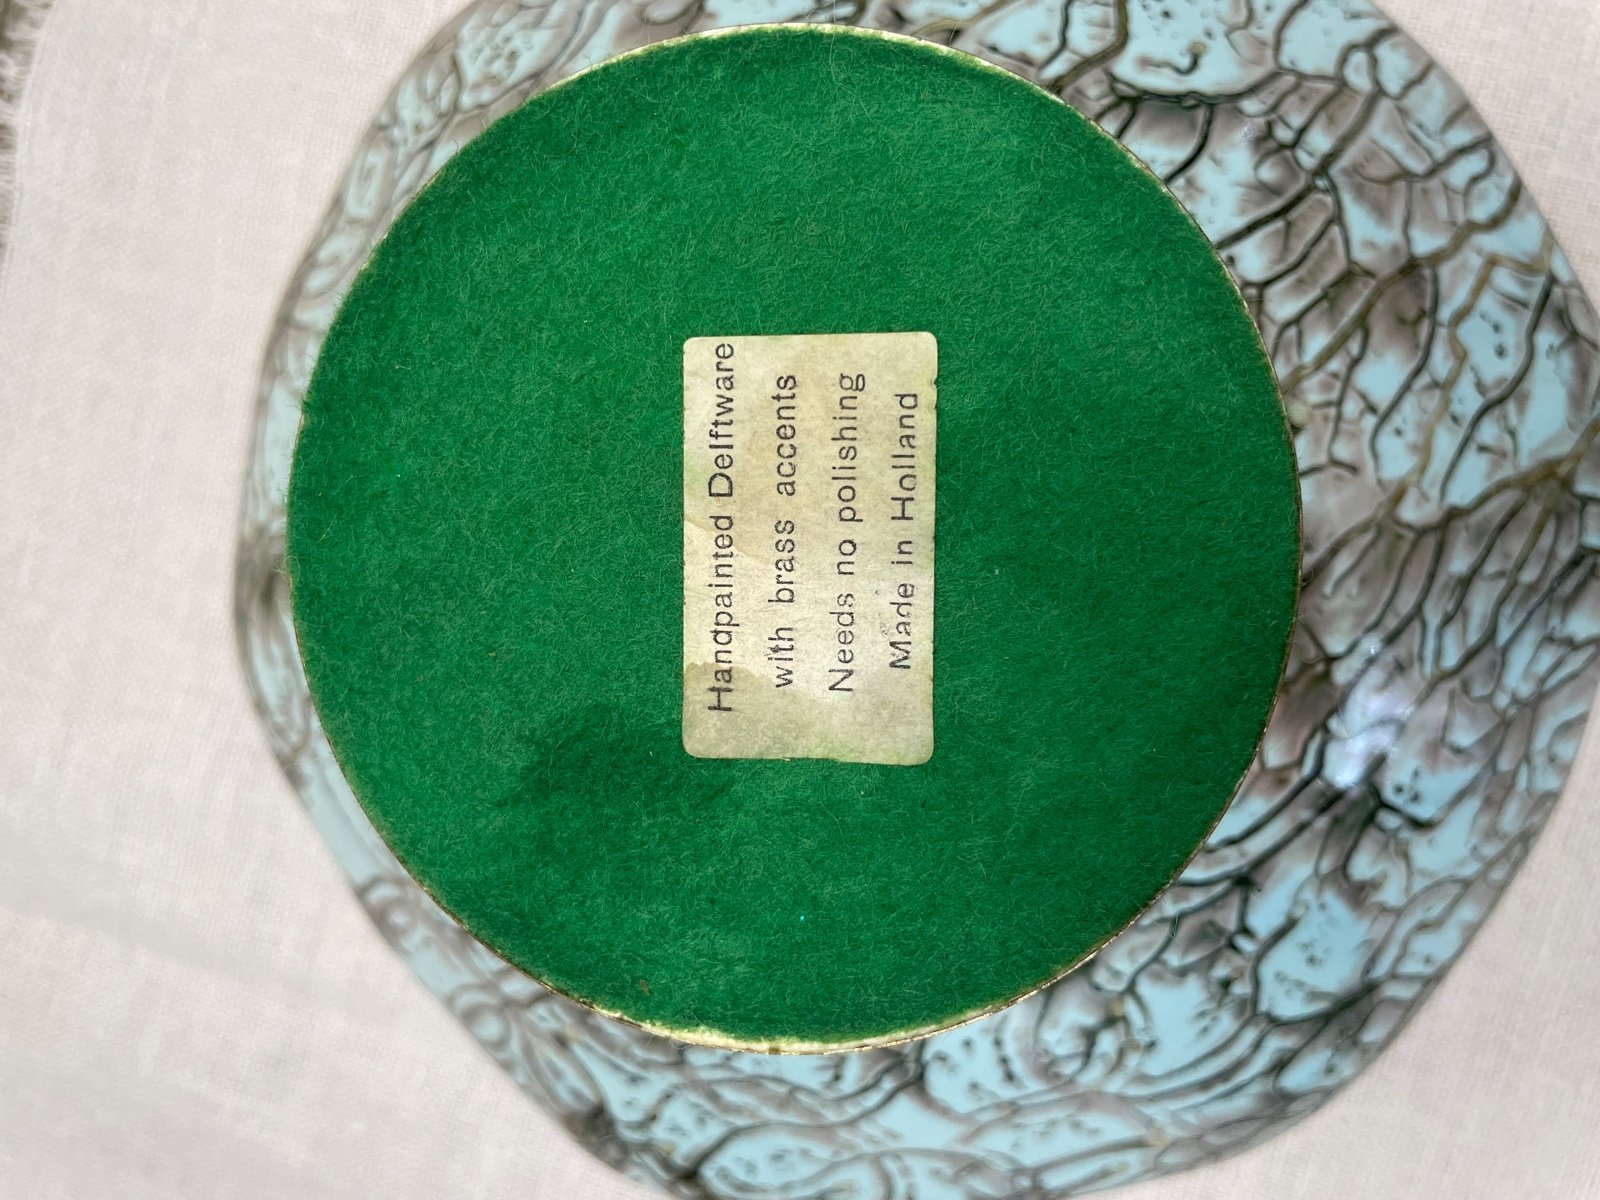 Handpainted Delftware
with brass accents
Needs no polishing
Made in Holland